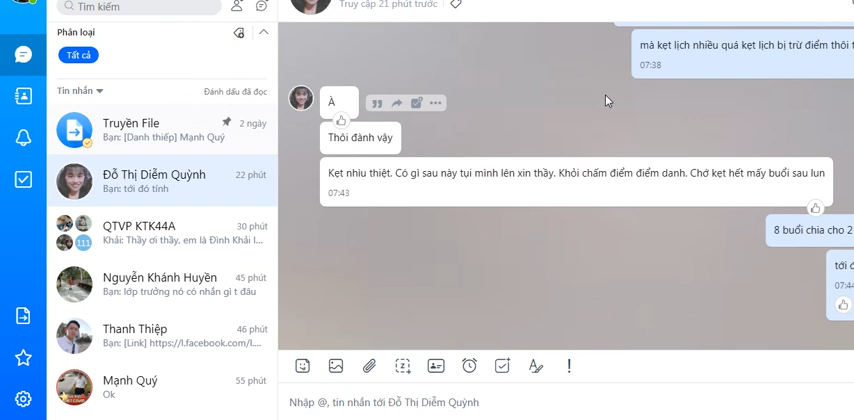 Tìm kiếm
Phân loại
Tất cả
Tin nhắn
Đánh dấu đã đọc
Truyền File
2 ngày
Bạn: [Danh thiếp] Mạnh Quý
Đỗ Thị Diễm Quỳnh
22 phút
Bạn: tới đó tính
QTVP KTK44A
30 phút
Khải: Thầy ơi thầy, em là Đình Khải l...
111
Nguyễn Khánh Huyền
45 phút
Bạn: lớp trưởng nó có nhắn gì t đâu
Thanh Thiệp
46 phút
Bạn: [Link] https://l.facebook.com/l....
Mạnh Quý
55 phút
Ok
Truy cập 21 phút trước
mà kẹt lịch nhiều quá kẹt lịch bị trừ điểm thôi
07:38
À
Thôi đành vậy
Kẹt nhìu thiệt. Có gì sau này tụi mình lên xin thầy. Khỏi chấm điểm điểm danh. Chớ kẹt hết mấy buổi sau lun
07:43
8 buổi chia cho 2
tới
07:44
Nhập @, tin nhắn tới Đỗ Thị Diễm Quỳnh